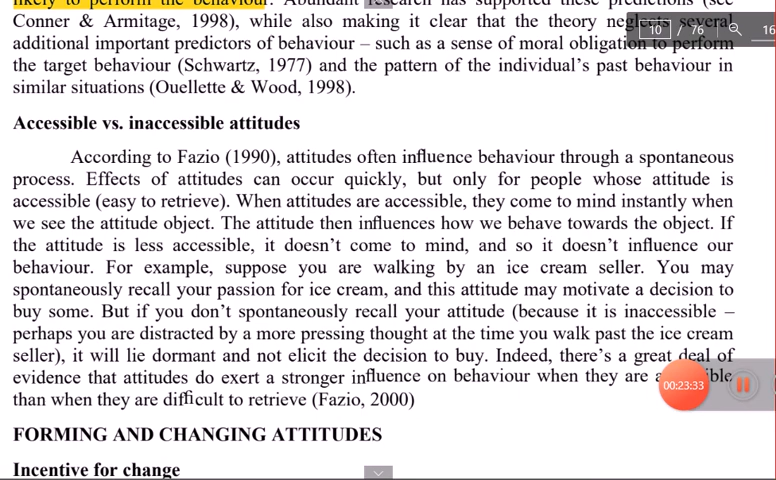 likely to perform the behaviour. Abundant research has supported these predictions (see
Conner & Armitage, 1998), while also making it clear that the theory neglects several
additional important predictors of behaviour – such as a sense of moral obligation to perform
the target behaviour (Schwartz, 1977) and the pattern of the individual's past behaviour in
similar situations (Ouellette & Wood, 1998).
10 / 76
16
Accessible vs. inaccessible attitudes
According to Fazio (1990), attitudes often influence behaviour through a spontaneous
process. Effects of attitudes can occur quickly, but only for people whose attitude is
accessible (easy to retrieve). When attitudes are accessible, they come to mind instantly when
we see the attitude object. The attitude then influences how we behave towards the object. If
the attitude is less accessible, it doesn't come to mind, and so it doesn't influence our
behaviour. For example, suppose you are walking by an ice cream seller. You may
spontaneously recall your passion for ice cream, and this attitude may motivate a decision to
buy some. But if you don't spontaneously recall your attitude (because it is inaccessible –
perhaps you are distracted by a more pressing thought at the time you walk past the ice cream
seller), it will lie dormant and not elicit the decision to buy. Indeed, there's a great deal of
evidence that attitudes do exert a stronger influence on behaviour when they are
than when they are difficult to retrieve (Fazio, 2000)
00:23:33
FORMING AND CHANGING ATTITUDES
Incentive for change